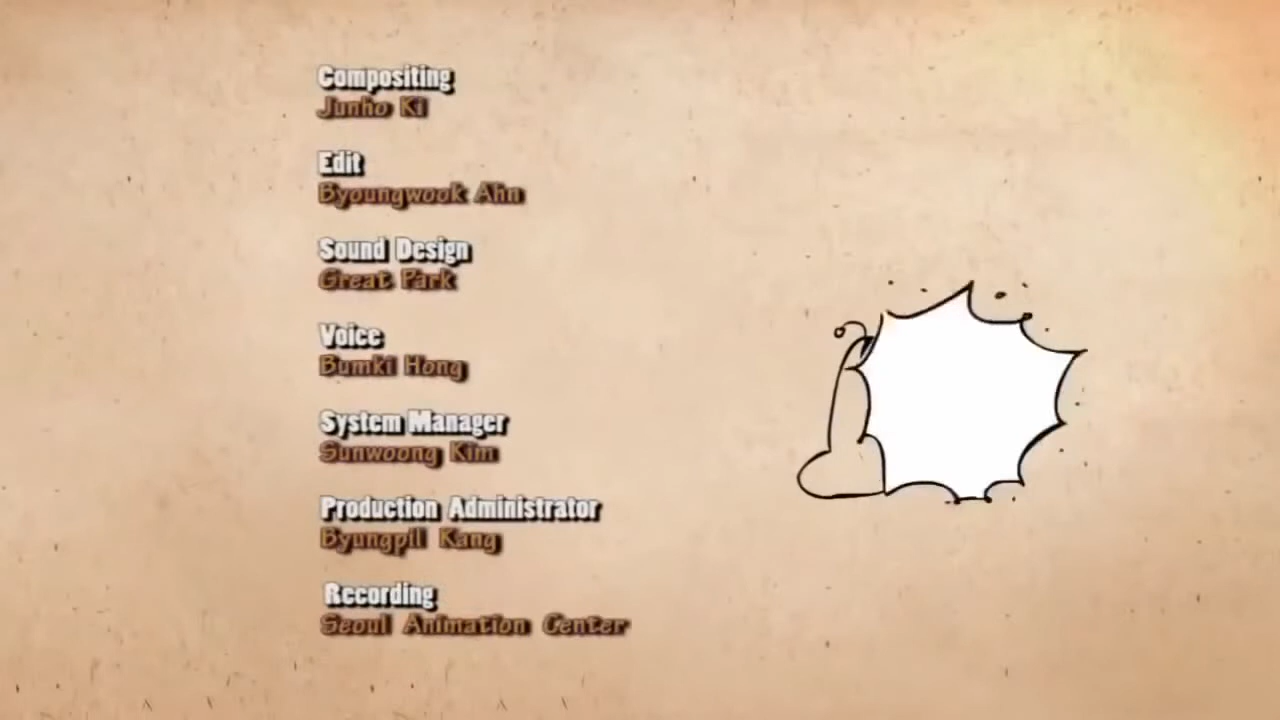 Compositing
Junho Ki
Edit
Byoungwook Ahn
Sound Design
Great Park
Voice
Bumki Hong
System Manager
Sunwoong Kim
Production Administrator
Byungpil Kang
Recording
Seoul Animation Center